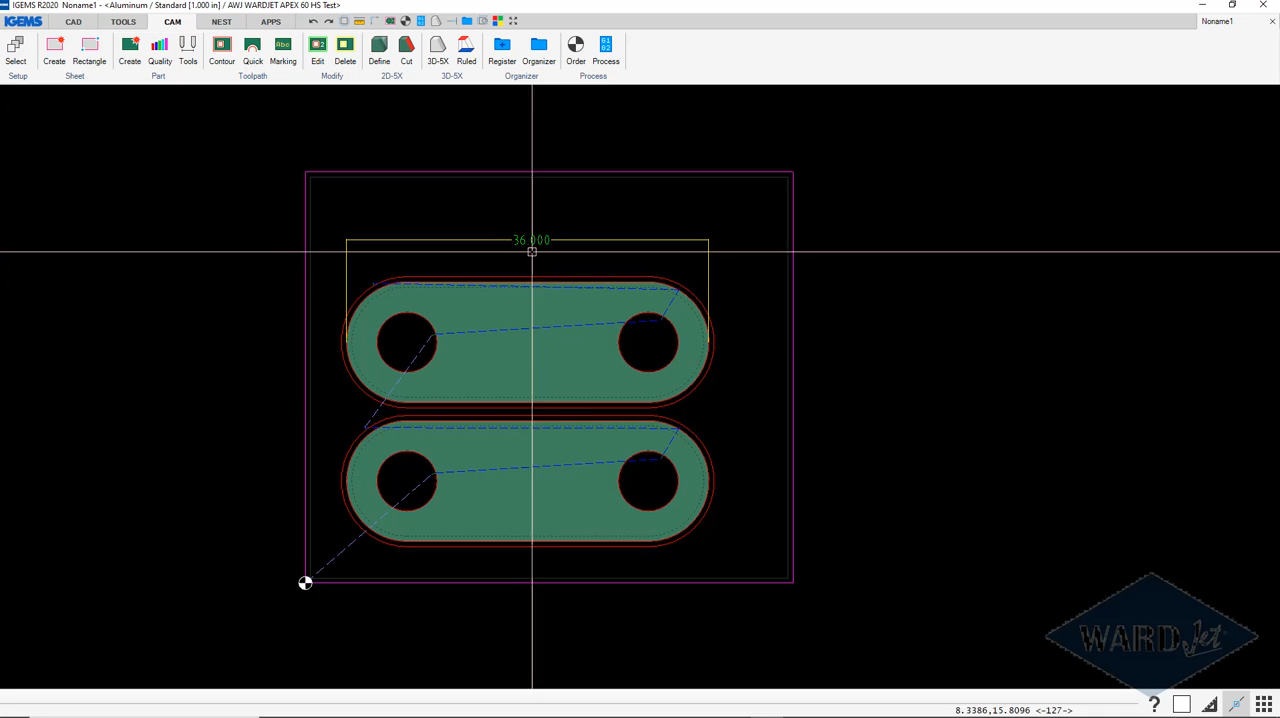 IGEMS R2020 Noname1 - <Aluminum / Standard [1.000 in] / AWJ WARDJET APEX 60 HS Test>
IGEMS CAD TOOLS CAM NEST APPS Noname1
Select Create Rectangle Create Quality Tools Contour Quick Marking Edit Delete Define Cut 3D-5X Ruled Register Organizer Order Process
Setup Sheet Part Toolpath Modify 2D-5X 3D-5X Organizer Process
36.000
WARDJet
8.3386,15.8096 <-127->